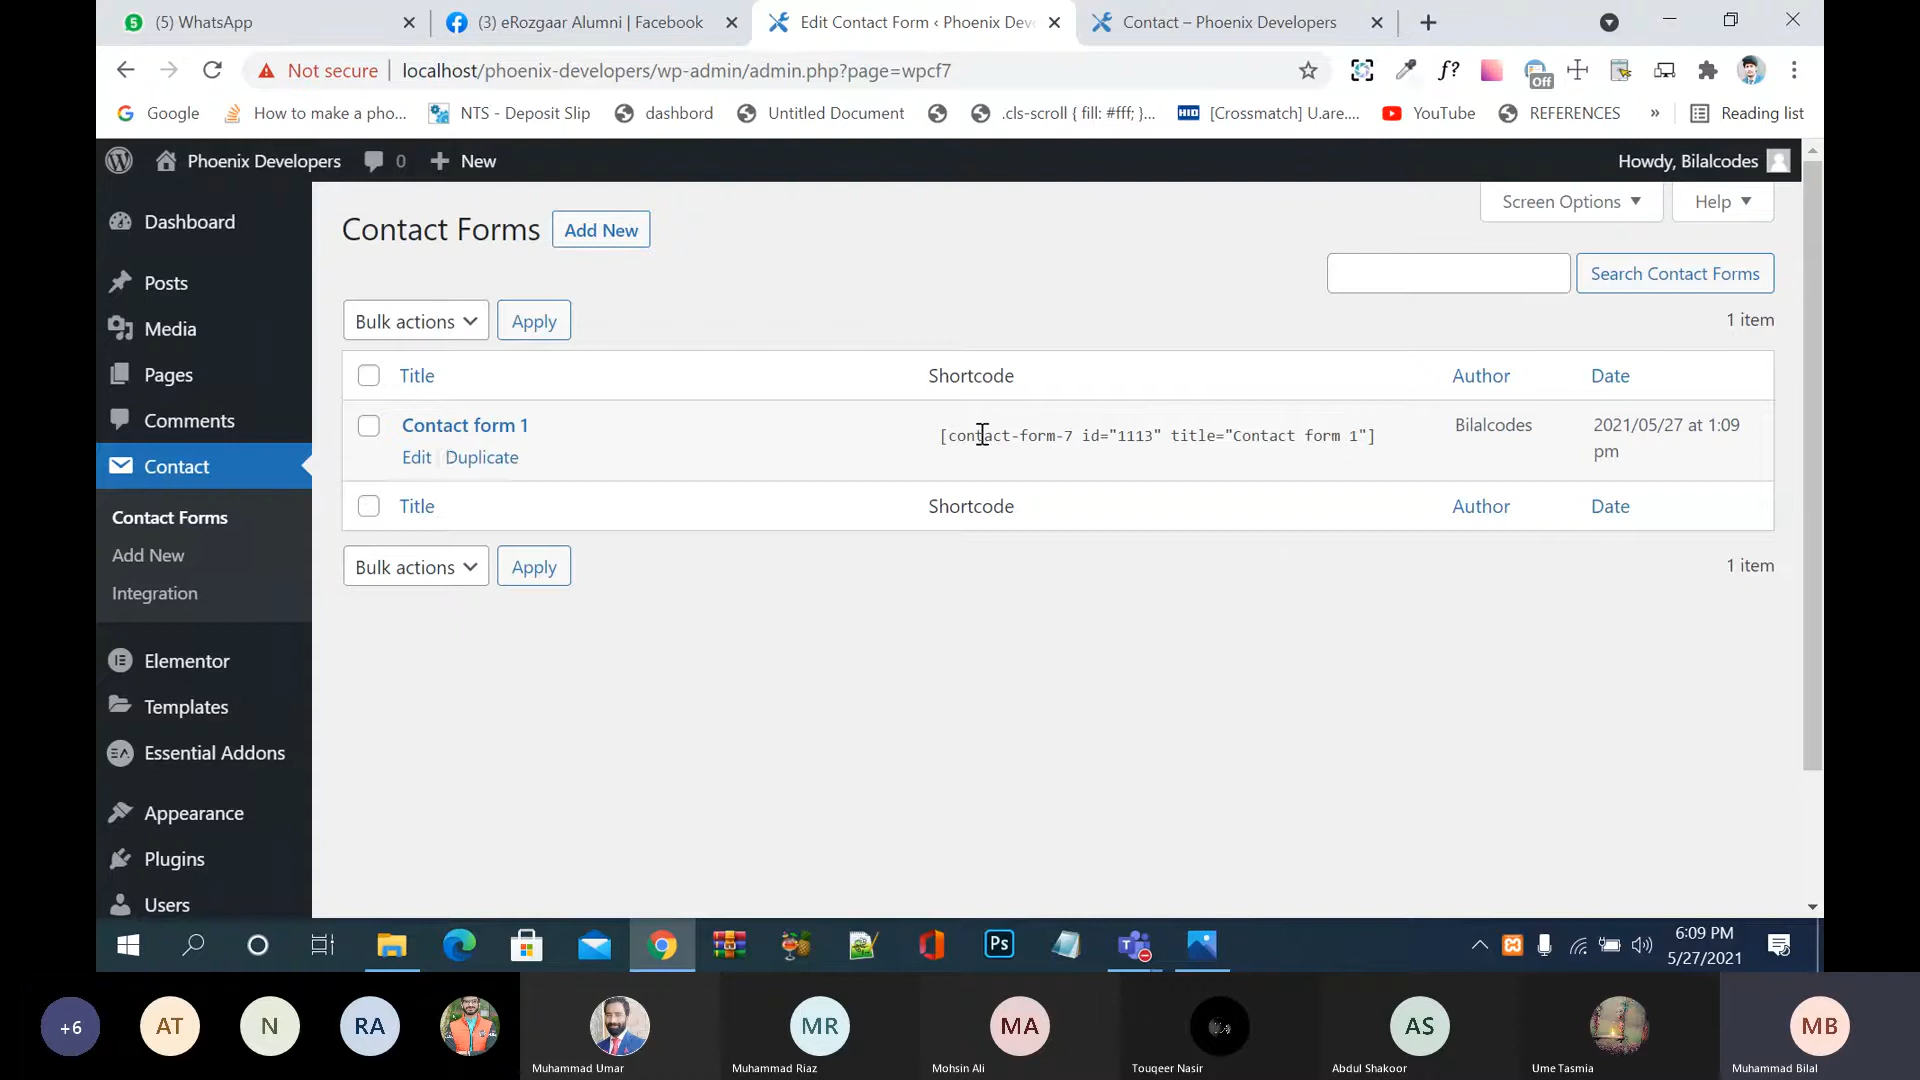 (5) WhatsApp
(3) eRozgaar Alumni | Facebook
Edit Contact Form ‹ Phoenix Dev
Contact – Phoenix Developers
Not secure
localhost/phoenix-developers/wp-admin/admin.php?page=wpcf7
f?
Off
Google
How to make a pho...
NTS - Deposit Slip
dashbord
Untitled Document
.cls-scroll { fill: #fff; }...
HID
[Crossmatch] U.are....
YouTube
REFERENCES
»
Reading list
Phoenix Developers
0
New
Howdy, Bilalcodes
Dashboard
Posts
Media
Pages
Comments
Contact
Contact Forms
Add New
Integration
Elementor
Templates
Essential Addons
Appearance
Plugins
Users
Screen Options
Help
Contact Forms
Add New
Search Contact Forms
Bulk actions
Apply
1 item
Title
Shortcode
Author
Date
Contact form 1
Edit
Duplicate
[contact-form-7 id="1113" title="Contact form 1"]
Bilalcodes
2021/05/27 at 1:09
pm
Title
Shortcode
Author
Date
Bulk actions
Apply
1 item
Ps
6:09 PM
5/27/2021
+6
AT
N
RA
Muhammad Umar
MR
Muhammad Riaz
MA
Mohsin Ali
Touqeer Nasir
AS
Abdul Shakoor
Ume Tasmia
MB
Muhammad Bilal